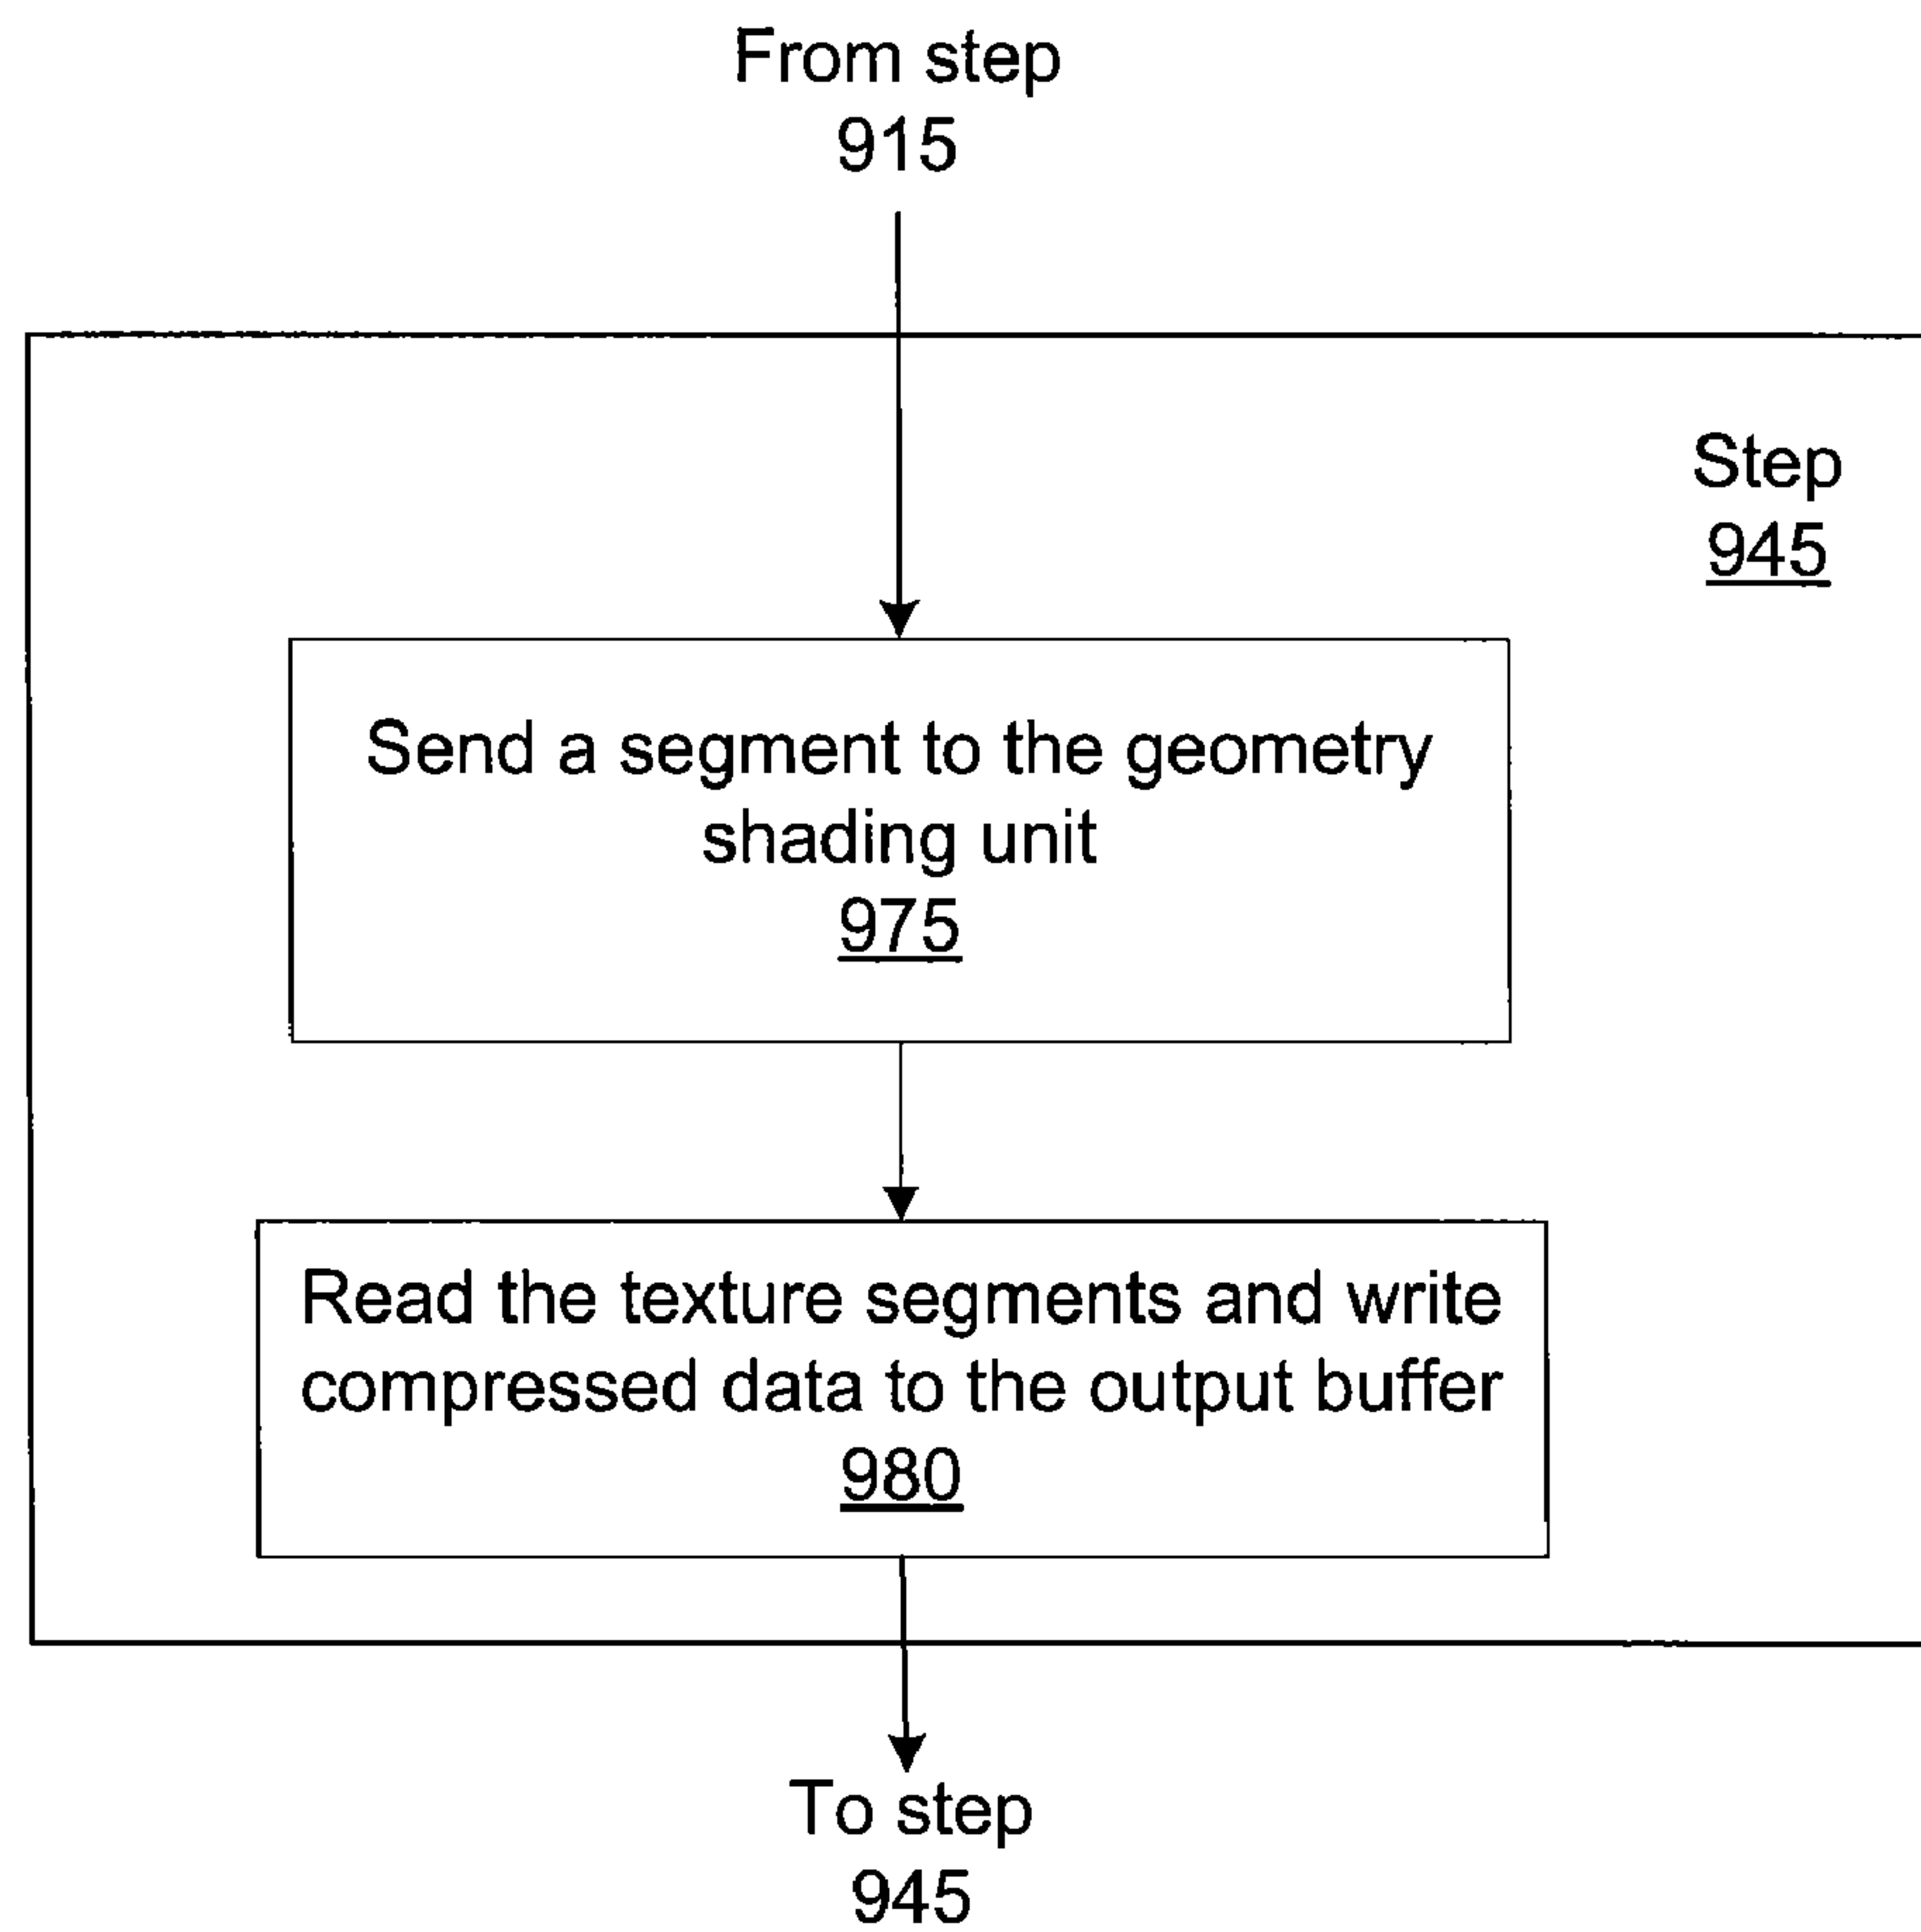 From step
915
Step
945
Send a segment to the geometry
shading unit
975
Read the texture segments and write
compressed data to the output buffer
980
To step
945